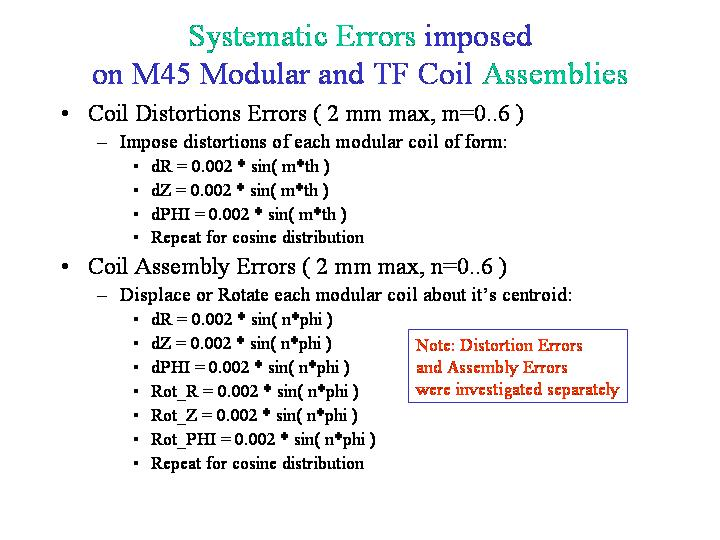 Systematic Errors imposed
on M45 Modular and TF Coil Assemblies
• Coil Distortions Errors ( 2 mm max, m=0..6 )
– Impose distortions of each modular coil of form:
• dR = 0.002 * sin( m*th )
• dZ = 0.002 * sin( m*th )
• dPHI = 0.002 * sin( m*th )
• Repeat for cosine distribution
• Coil Assembly Errors ( 2 mm max, n=0..6 )
– Displace or Rotate each modular coil about it's centroid:
• dR = 0.002 * sin( n*phi )
• dZ = 0.002 * sin( n*phi )
• dPHI = 0.002 * sin( n*phi )
• Rot_R = 0.002 * sin( n*phi )
• Rot_Z = 0.002 * sin( n*phi )
• Rot_PHI = 0.002 * sin( n*phi )
• Repeat for cosine distribution
Note: Distortion Errors
and Assembly Errors
were investigated separately